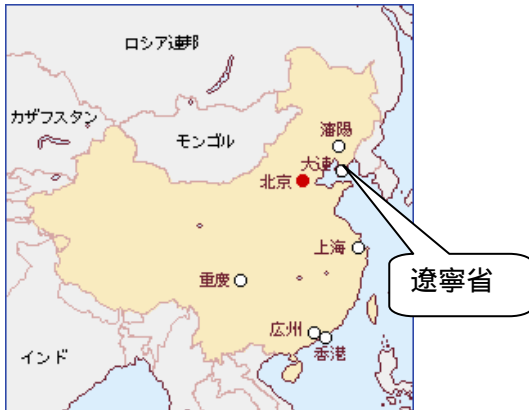 ロシア連邦
カザフスタン
モンゴル
瀋陽
大連
北京
上海
遼寧省
重慶
広州
香港
インド